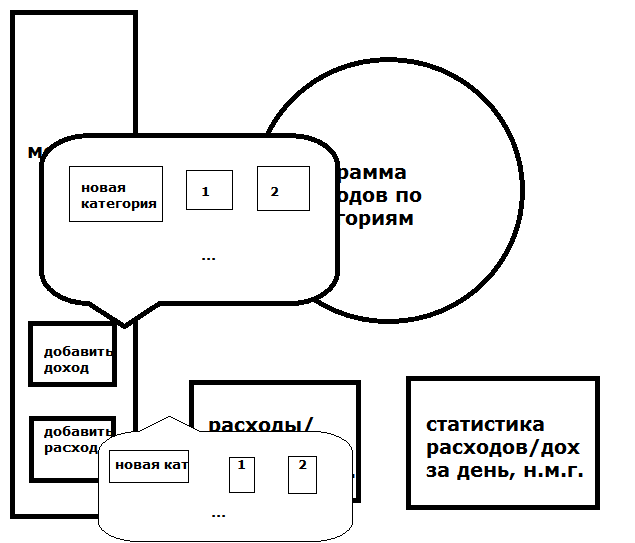 м
рамма
одов по
гориям
новая
категория
1
2
...
добавить
доход
добавить
расход
расходы/
новая кат
1
2
...
статистика
расходов/дох
за день, н.м.г.